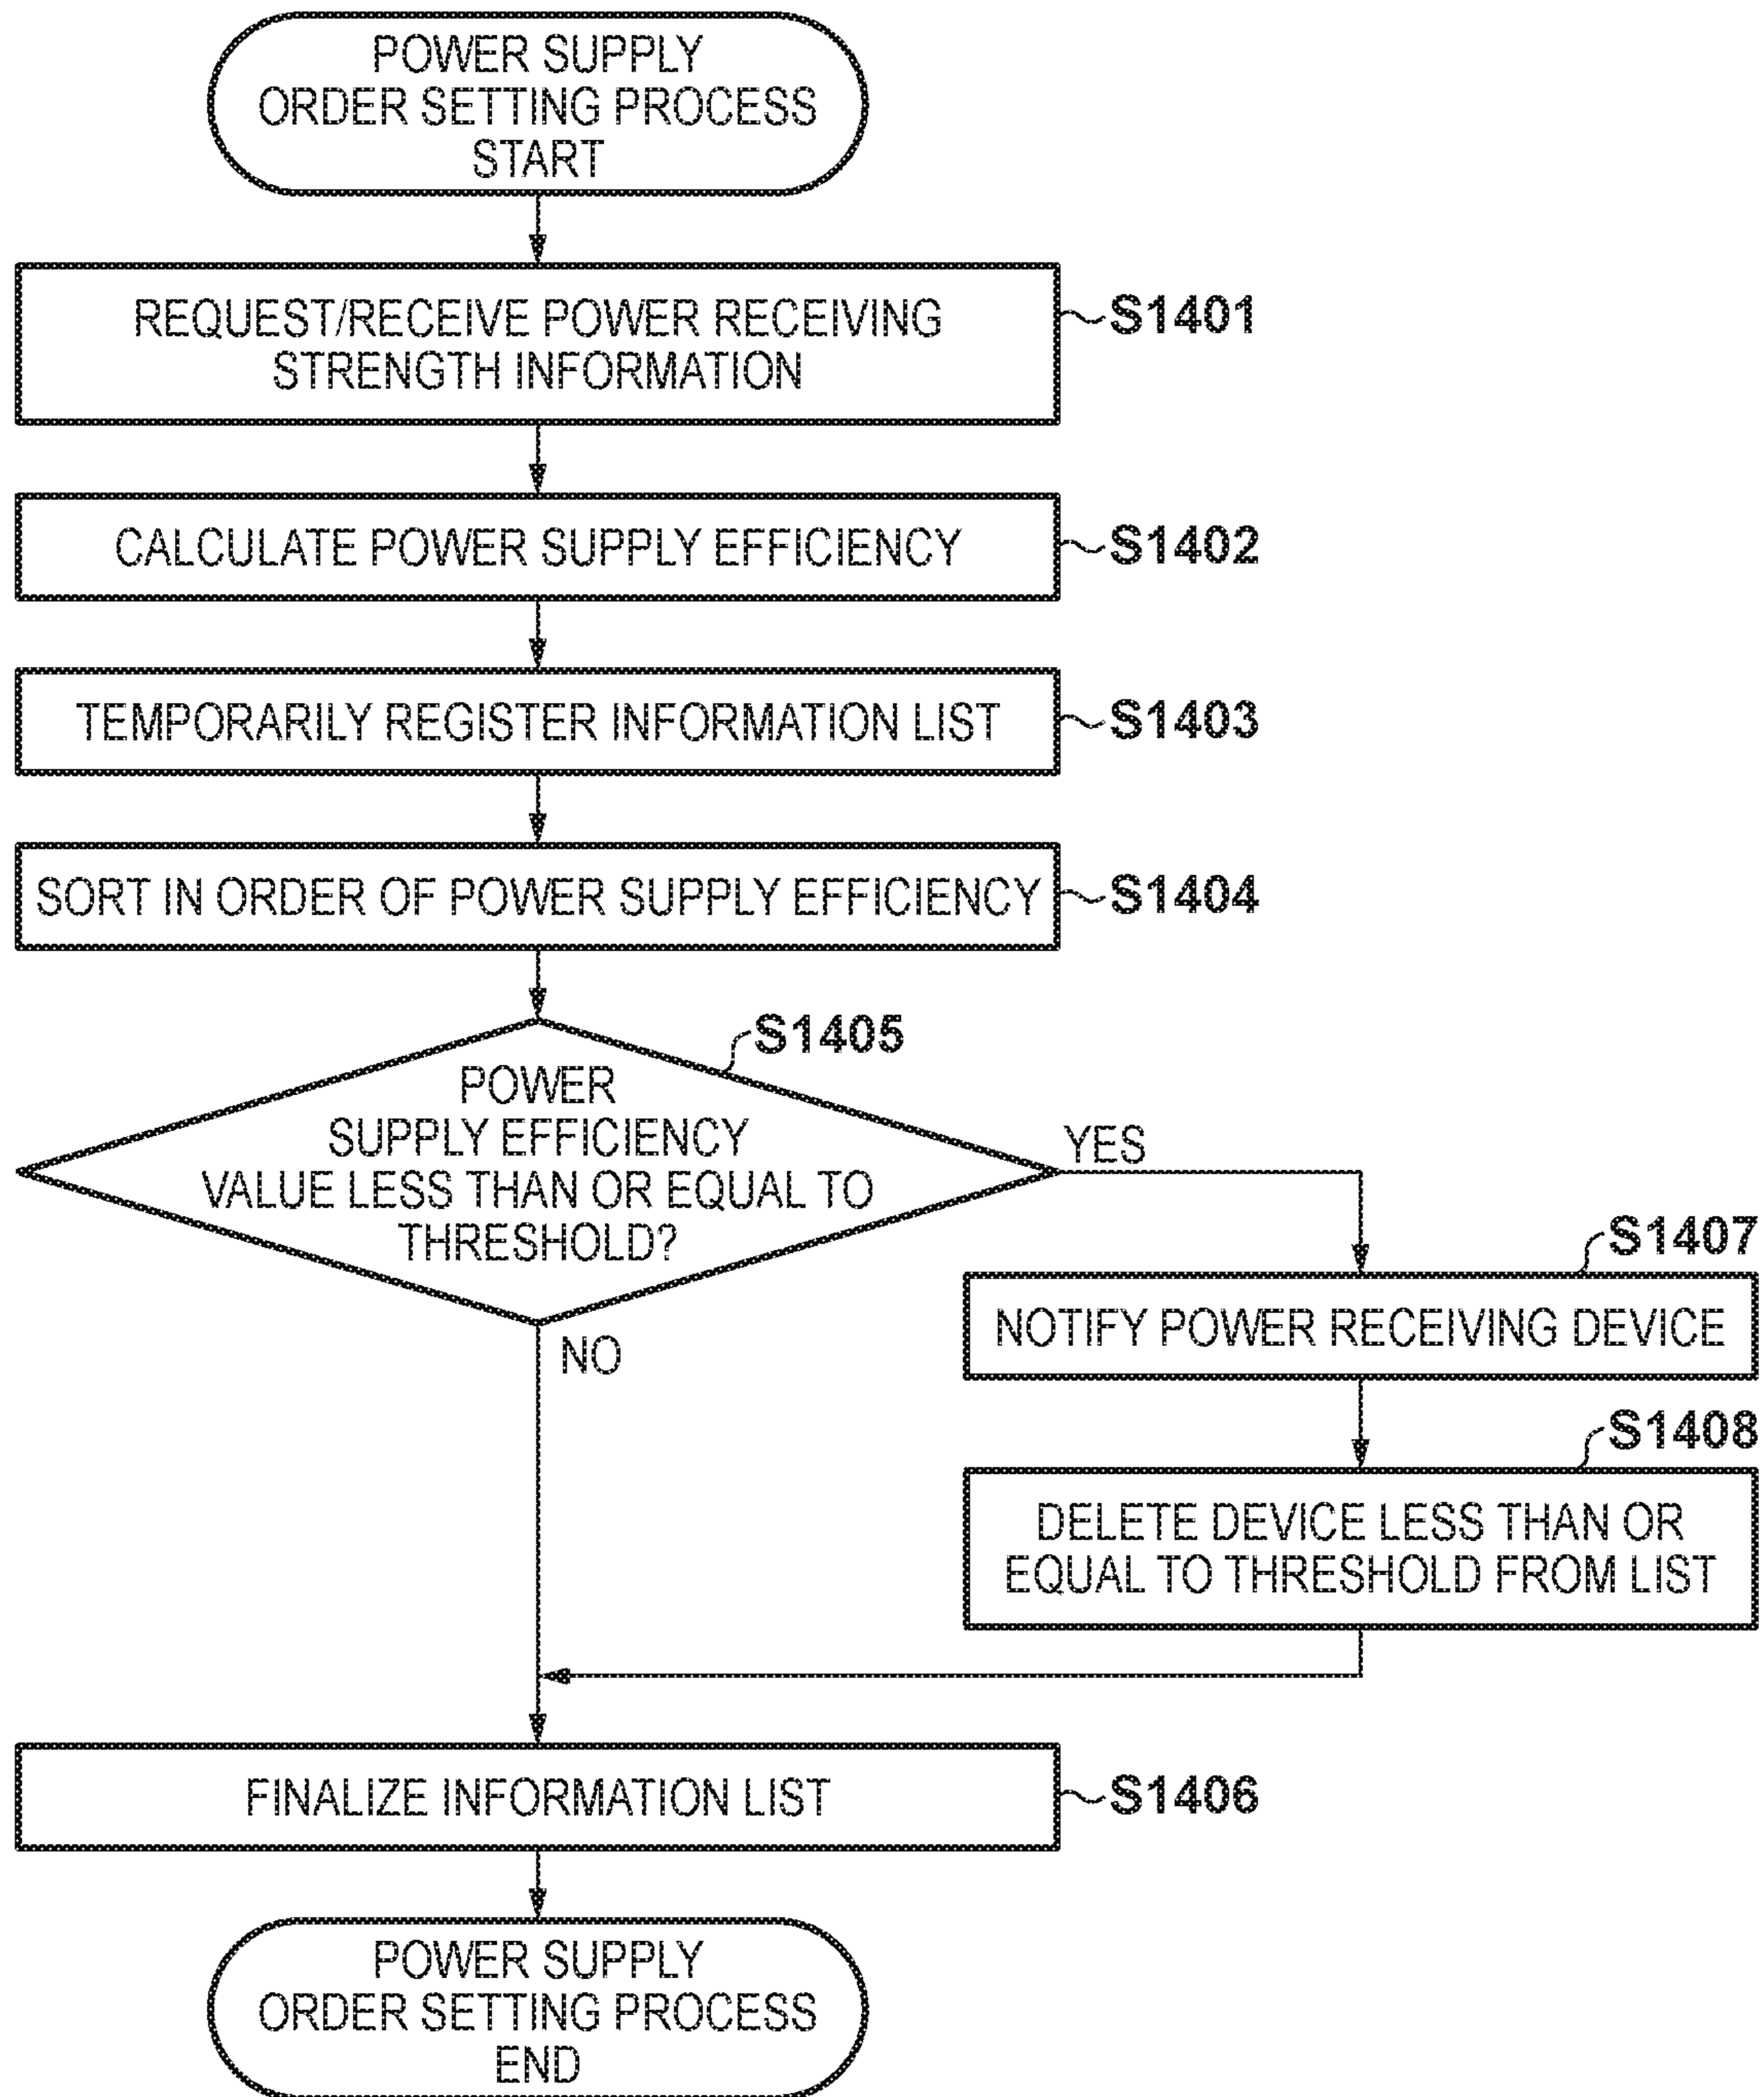 POWER SUPPLY
ORDER SETTING PROCESS
START
REQUEST/RECEIVE POWER RECEIVING
STRENGTH INFORMATION
S1401
CALCULATE POWER SUPPLY EFFICIENCY
S1402
TEMPORARILY REGISTER INFORMATION LIST
S1403
SORT IN ORDER OF POWER SUPPLY EFFICIENCY
S1404
S1405
POWER
SUPPLY EFFICIENCY
VALUE LESS THAN OR EQUAL TO
THRESHOLD?
YES
NO
S1407
NOTIFY POWER RECEIVING DEVICE
S1408
DELETE DEVICE LESS THAN OR
EQUAL TO THRESHOLD FROM LIST
FINALIZE INFORMATION LIST
S1406
POWER SUPPLY
ORDER SETTING PROCESS
END